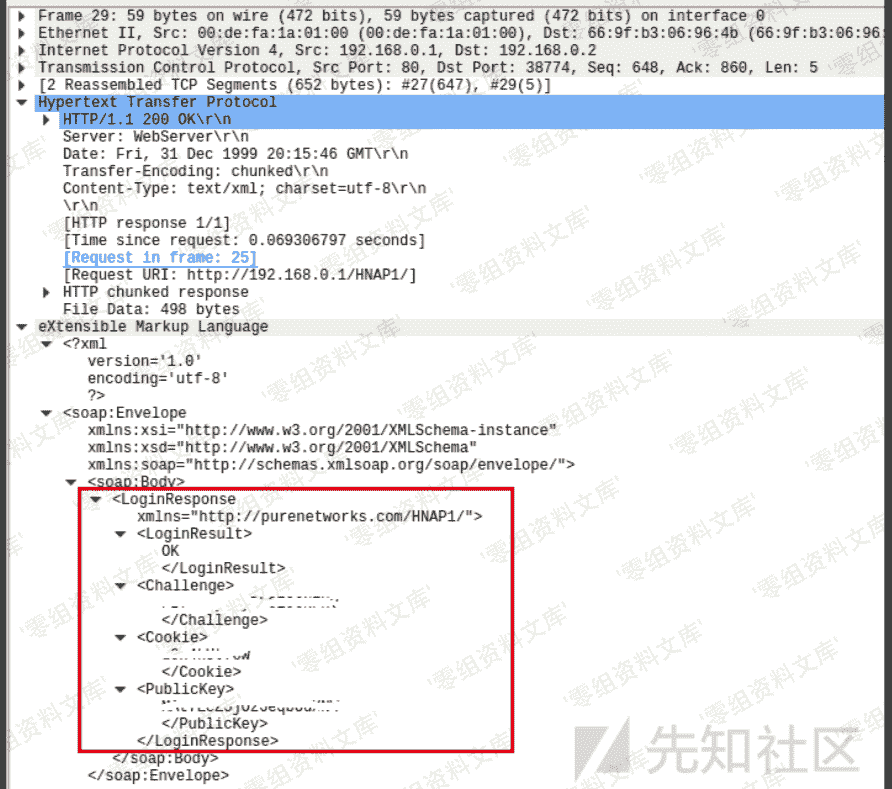 Frame 29: 59 bytes on wire (472 bits), 59 bytes captured (472 bits) on interface 0
Ethernet II, Src: 00:de:fa:1a:01:00 (00:de:fa:1a:01:00), Dst: 66:9f:b3:06:96:4b (66:9f:b3:06:96:
Internet Protocol Version 4, Src: 192.168.0.1, Dst: 192.168.0.2
Transmission Control Protocol, Src Port: 80, Dst Port: 38774, Seq: 648, Ack: 860, Len: 5
[2 Reassembled TCP Segments (652 bytes): #27(647), #29(5)]
Hypertext Transfer Protocol
HTTP/1.1 200 OK\r\n
Server: WebServer\r\n
Date: Fri, 31 Dec 1999 20:15:46 GMT\r\n
Transfer-Encoding: chunked\r\n
Content-Type: text/xml; charset=utf-8\r\n
\r\n
[HTTP response 1/1]
[Time since request: 0.069306797 seconds]
[Request in frame: 25]
[Request URI: http://192.168.0.1/HNAP1/]
HTTP chunked response
File Data: 498 bytes
eXtensible Markup Language
<?xml
version='1.0'
encoding='utf-8'
?>
<soap:Envelope
xmlns:xsi="http://www.w3.org/2001/XMLSchema-instance"
xmlns:xsd="http://www.w3.org/2001/XMLSchema"
xmlns:soap="http://schemas.xmlsoap.org/soap/envelope/">
<soap:Body>
<LoginResponse
xmlns="http://purenetworks.com/HNAP1/">
<LoginResult>
OK
</LoginResult>
<Challenge>
</Challenge>
<Cookie>
</Cookie>
<PublicKey>
</PublicKey>
</LoginResponse>
</soap:Body>
</soap:Envelope>
'零组资料文库'
先知社区